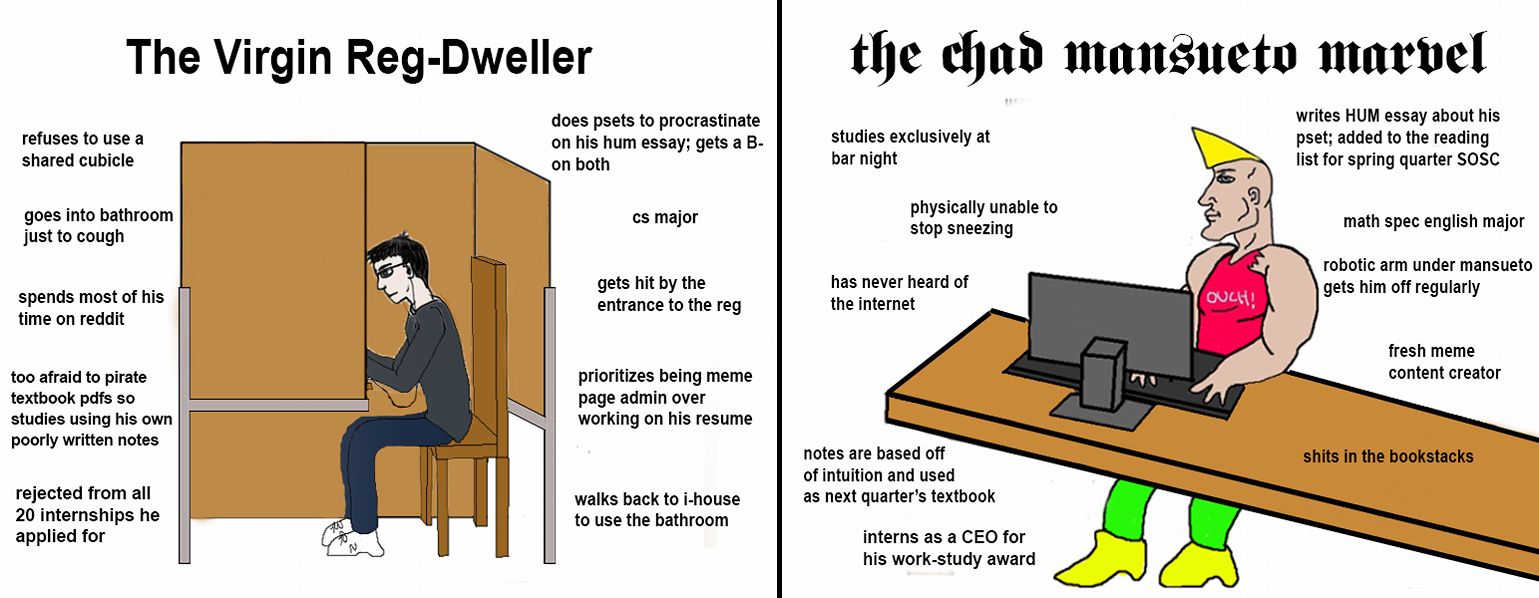 The Virgin Reg-Dweller
refuses to use a
shared cubicle
does psets to procrastinate
on his hum essay; gets a B-
on both
goes into bathroom
just to cough
cs major
spends most of his
time on reddit
gets hit by the
entrance to the reg
too afraid to pirate
textbook pdfs so
studies using his own
poorly written notes
prioritizes being meme
page admin over
working on his resume
rejected from all
20 internships he
applied for
walks back to i-house
to use the bathroom
the chad mansueto marvel
studies exclusively at
bar night
writes HUM essay about his
pset; added to the reading
list for spring quarter SOSC
physically unable to
stop sneezing
math spec english major
has never heard of
the internet
robotic arm under mansueto
gets him off regularly
OUCH!
fresh meme
content creator
notes are based off
of intuition and used
as next quarter's textbook
shits in the bookstacks
interns as a CEO for
his work-study award